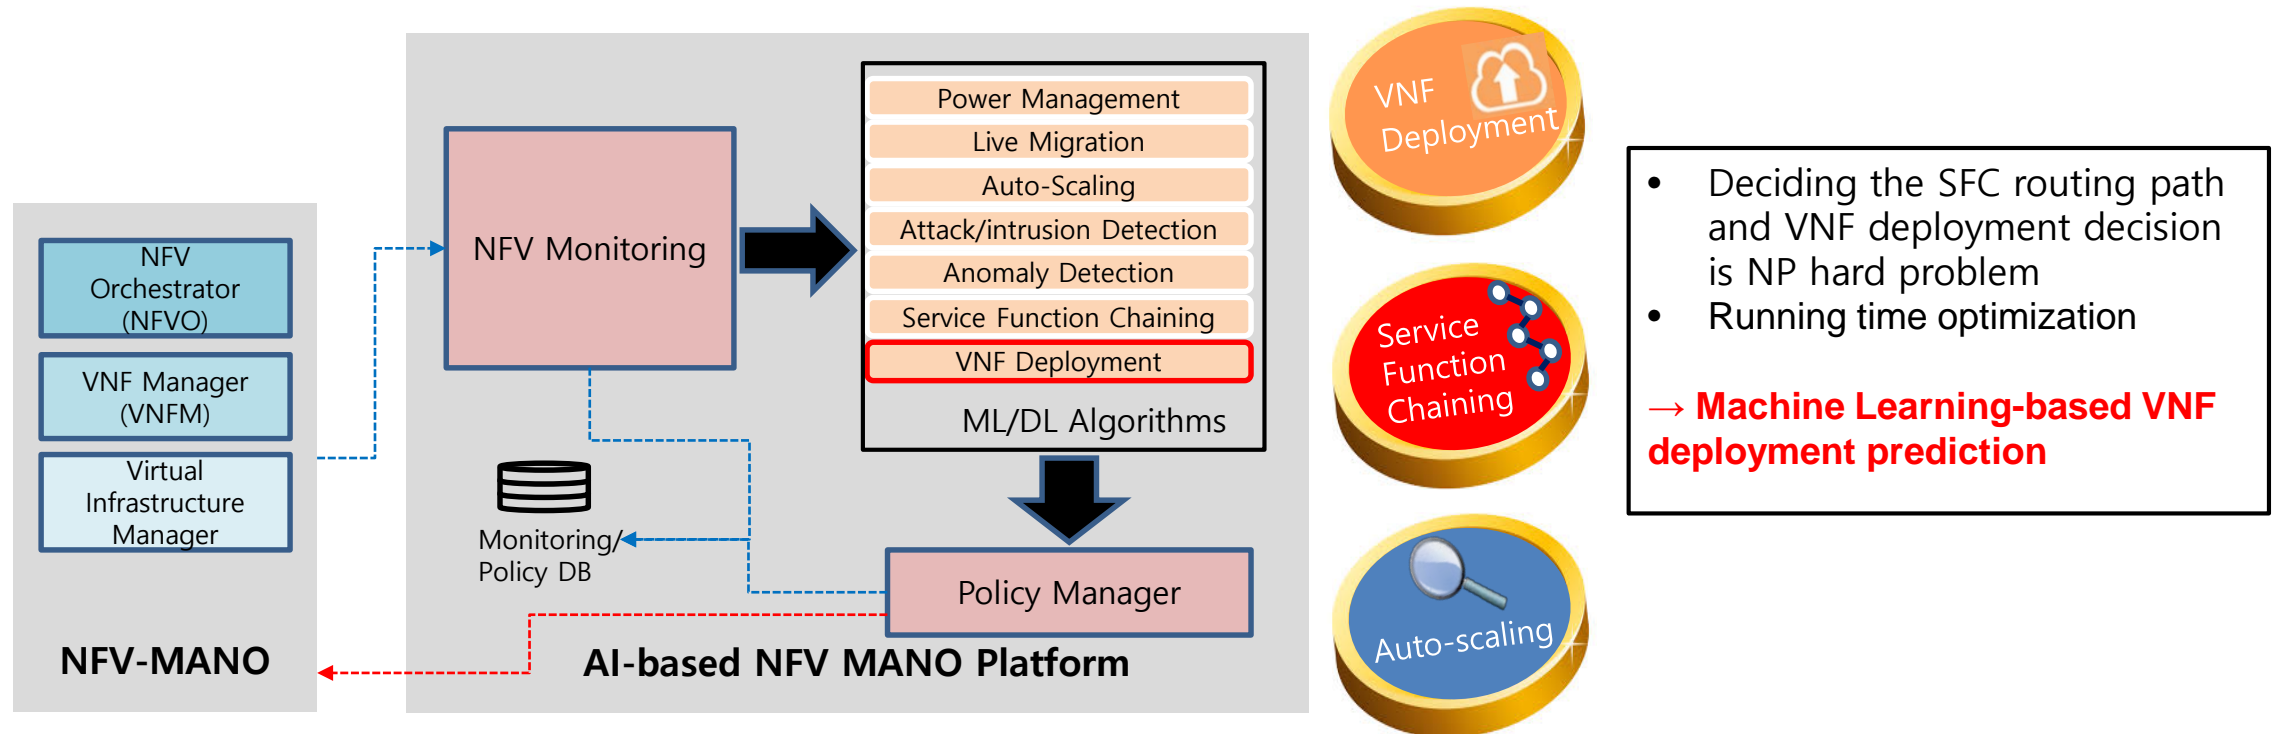 NFV
Orchestrator
(NFVO)
VNF Manager
(VNFM)
Virtual
Infrastructure
Manager
NFV-MANO
NFV Monitoring
Monitoring/
Policy DB
Power Management
Live Migration
Auto-Scaling
Attack/intrusion Detection
Anomaly Detection
Service Function Chaining
VNF Deployment
ML/DL Algorithms
Policy Manager
AI-based NFV MANO Platform
VNF
Deployment
Service
Function
Chaining
Auto-scaling
• Deciding the SFC routing path
and VNF deployment decision
is NP hard problem
• Running time optimization
→ Machine Learning-based VNF
deployment prediction